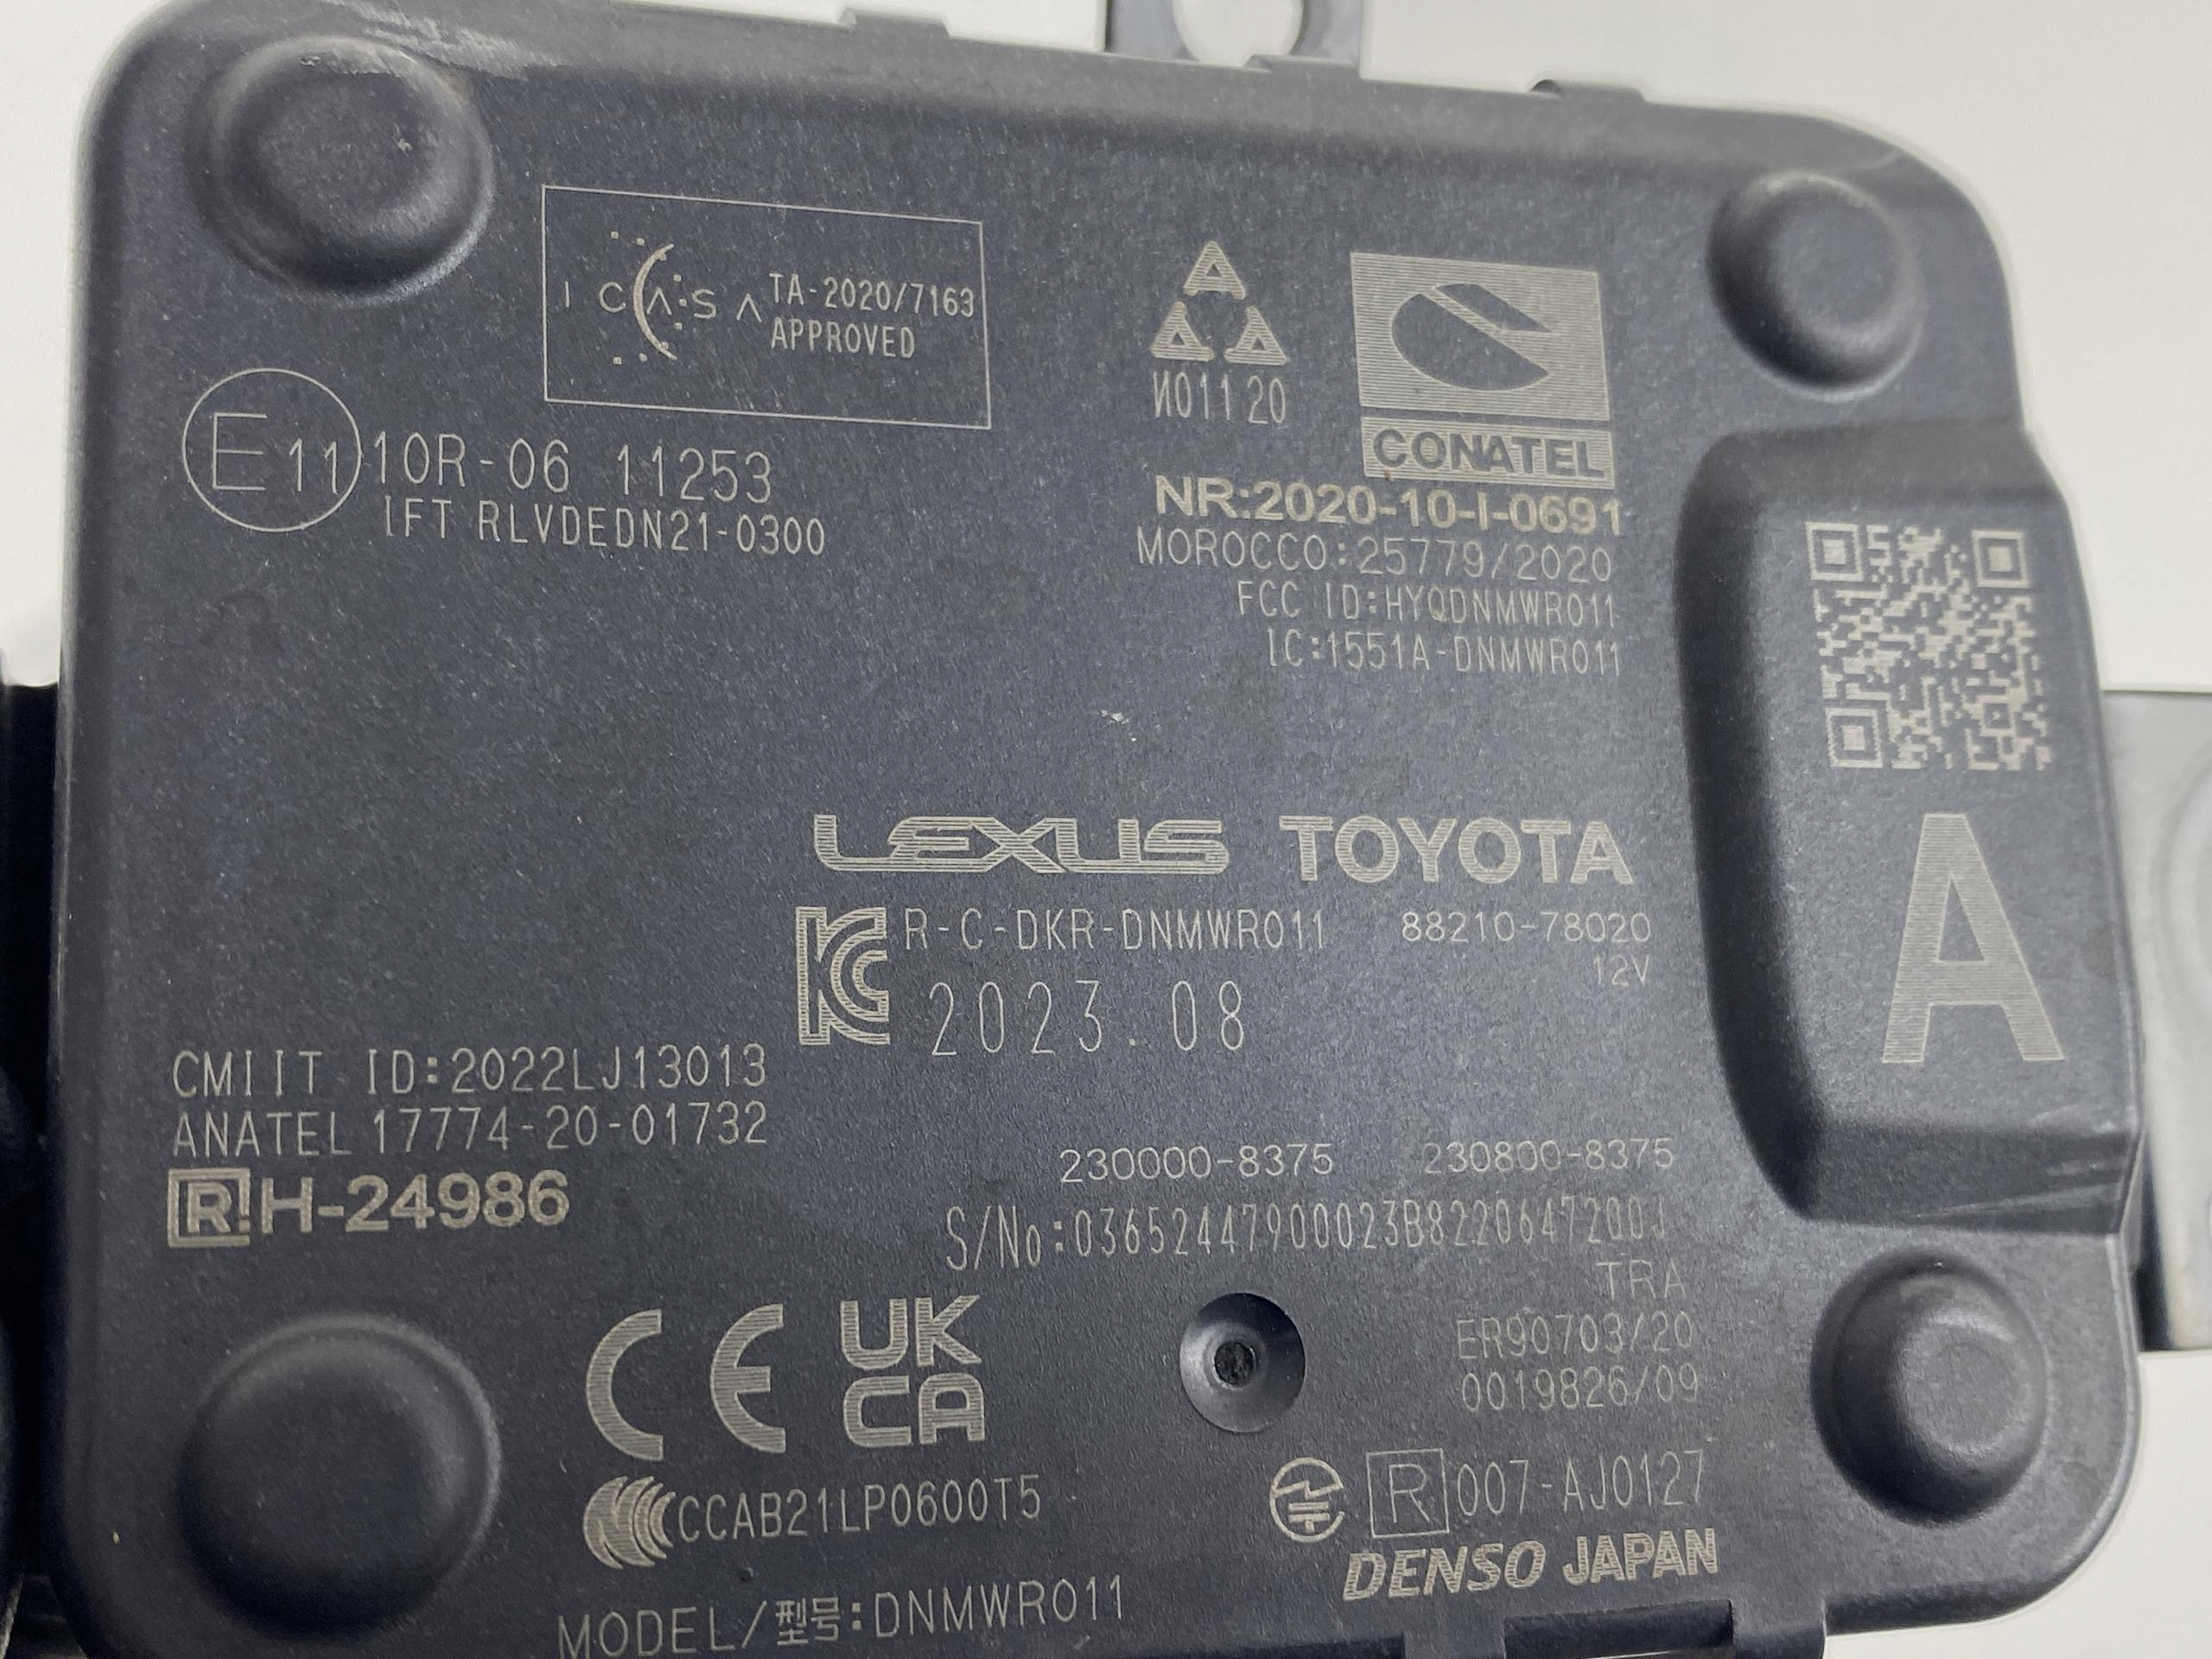 ICASA TA-2020/7163
APPROVED
E11 10R-06 11253
IFT RLVDEDN21-0300
И01120
CONATEL
NR:2020-10-I-0691
MOROCCO:25779/2020
FCC ID:HYQDNMWR011
IC:1551A-DNMWR011
LEXUS TOYOTA
R-C-DKR-DNMWR011 88210-78020
12V
2023.08
A
CMIIT ID:2022LJ13013
ANATEL 17774-20-01732
R!H-24986
230000-8375 230800-8375
S/No:03652447900023B8220647200J
TRA
ER90703/20
0019826/09
CE UK
CA
CCAB21LP0600T5
R 007-AJ0127
DENSO JAPAN
MODEL/型号:DNMWR011